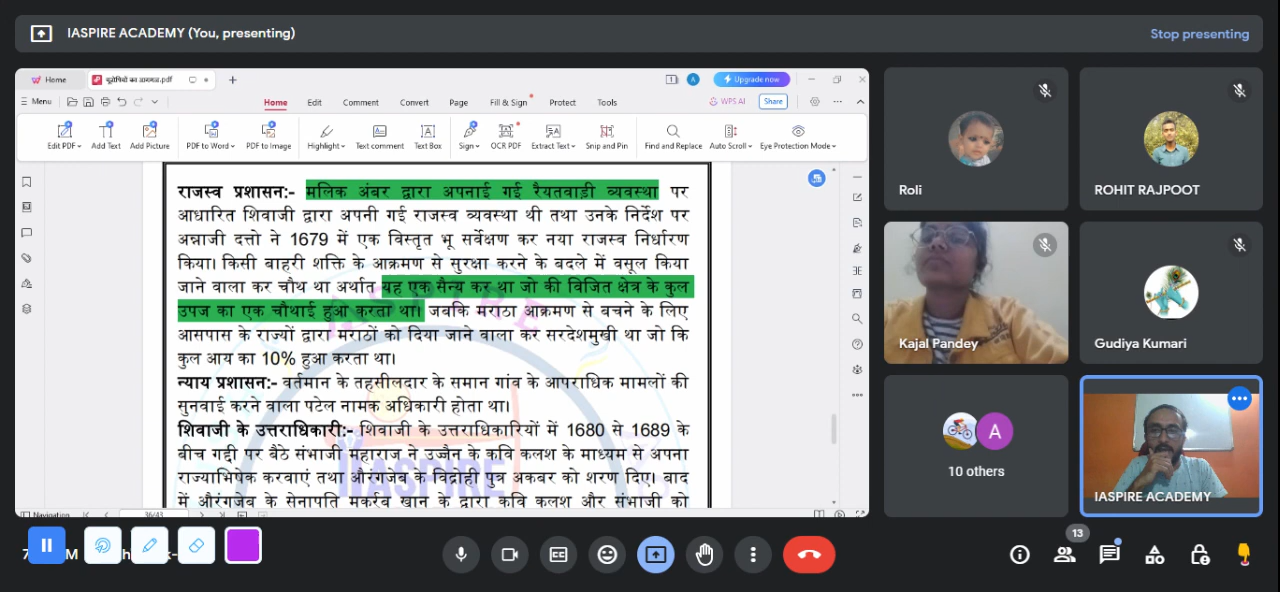 IASPIRE ACADEMY (You, presenting)
Stop presenting
Home
यूरोपियो का आगमन.pdf
Upgrade now
Menu
Home Edit Comment Convert Page Fill & Sign Protect Tools
WPS AI
Share
Edit PDF
Add Text
Add Picture
PDF to Word
PDF to Image
Highlight
Text comment
Text Box
Sign
OCR PDF
Extract Text
Snip and Pin
Find and Replace
Auto Scroll
Eye Protection Mode
राजस्व प्रशासन:- मलिक अंबर द्वारा अपनाई गई रैयतवाड़ी व्यवस्था पर
आधारित शिवाजी द्वारा अपनी गई राजस्व व्यवस्था थी तथा उनके निर्देश पर
अन्नाजी दत्तो ने 1679 में एक विस्तृत भू सर्वेक्षण कर नया राजस्व निर्धारण
किया। किसी बाहरी शक्ति के आक्रमण से सुरक्षा करने के बदले में वसूल किया
जाने वाला कर चौथ था अर्थात यह एक सैन्य कर था जो की विजित क्षेत्र के कुल
उपज का एक चौथाई हुआ करता था। जबकि मराठा आक्रमण से बचने के लिए
आसपास के राज्यों द्वारा मराठों को दिया जाने वाला कर सरदेशमुखी था जो कि
कुल आय का 10% हुआ करता था।
न्याय प्रशासन:- वर्तमान के तहसीलदार के समान गांव के आपराधिक मामलों की
सुनवाई करने वाला पटेल नामक अधिकारी होता था।
शिवाजी के उत्तराधिकारी:- शिवाजी के उत्तराधिकारियों में 1680 से 1689 के
बीच गद्दी पर बैठे संभाजी महाराज ने उज्जैन के कवि कलश के माध्यम से अपना
राज्याभिषेक करवाएं तथा औरंगजेब के विद्रोही पुत्र अकबर को शरण दिए। बाद
में औरंगजेब के सेनापति मकर्रब खान के द्वारा कवि कलश और संभाजी को
IASPIRE
Navigation
36/43
Roli
ROHIT RAJPOOT
Kajal Pandey
Gudiya Kumari
A
10 others
IASPIRE ACADEMY
13